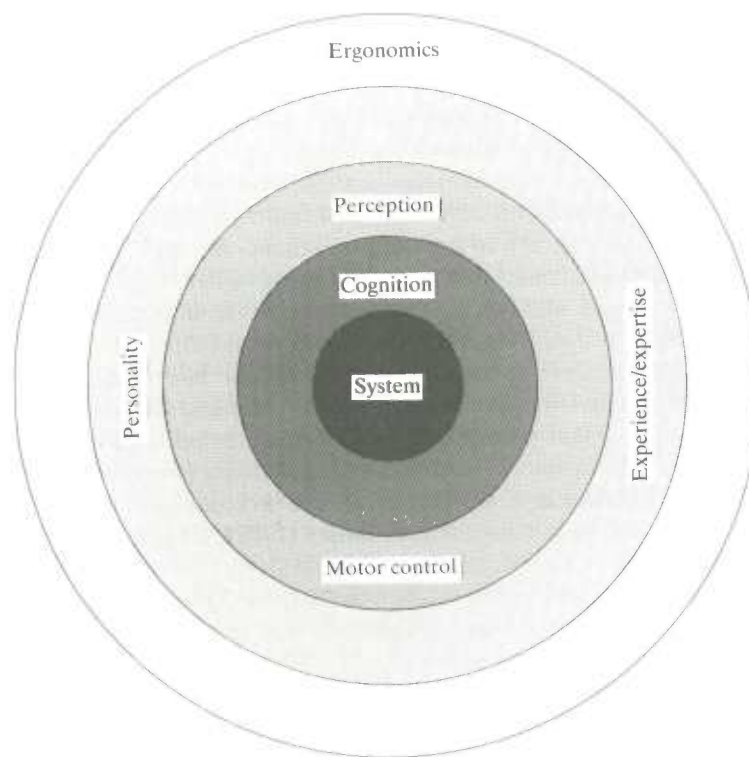 Ergonomics
Perception
Cognition
System
Personality
Experience/expertise
Motor control